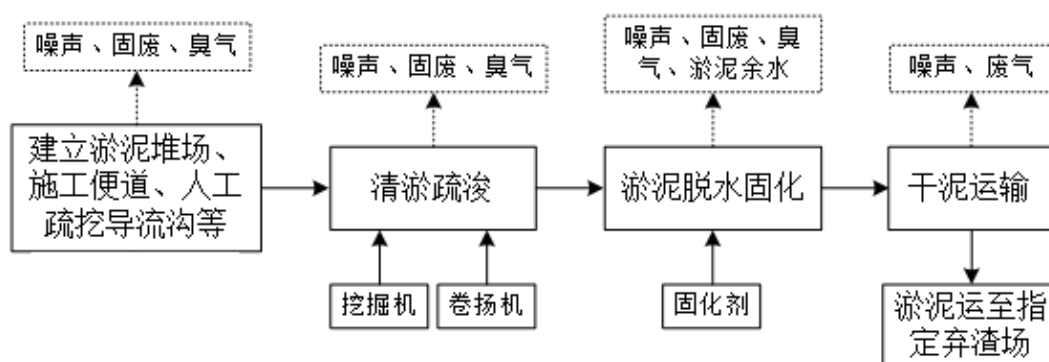 噪声、固废、臭气
噪声、固废、臭气
噪声、固废、臭
气、淤泥余水
噪声、废气
建立淤泥堆场、
施工便道、人工
疏挖导流沟等
清淤疏浚
淤泥脱水固化
干泥运输
挖掘机
卷扬机
固化剂
淤泥运至指
定弃渣场